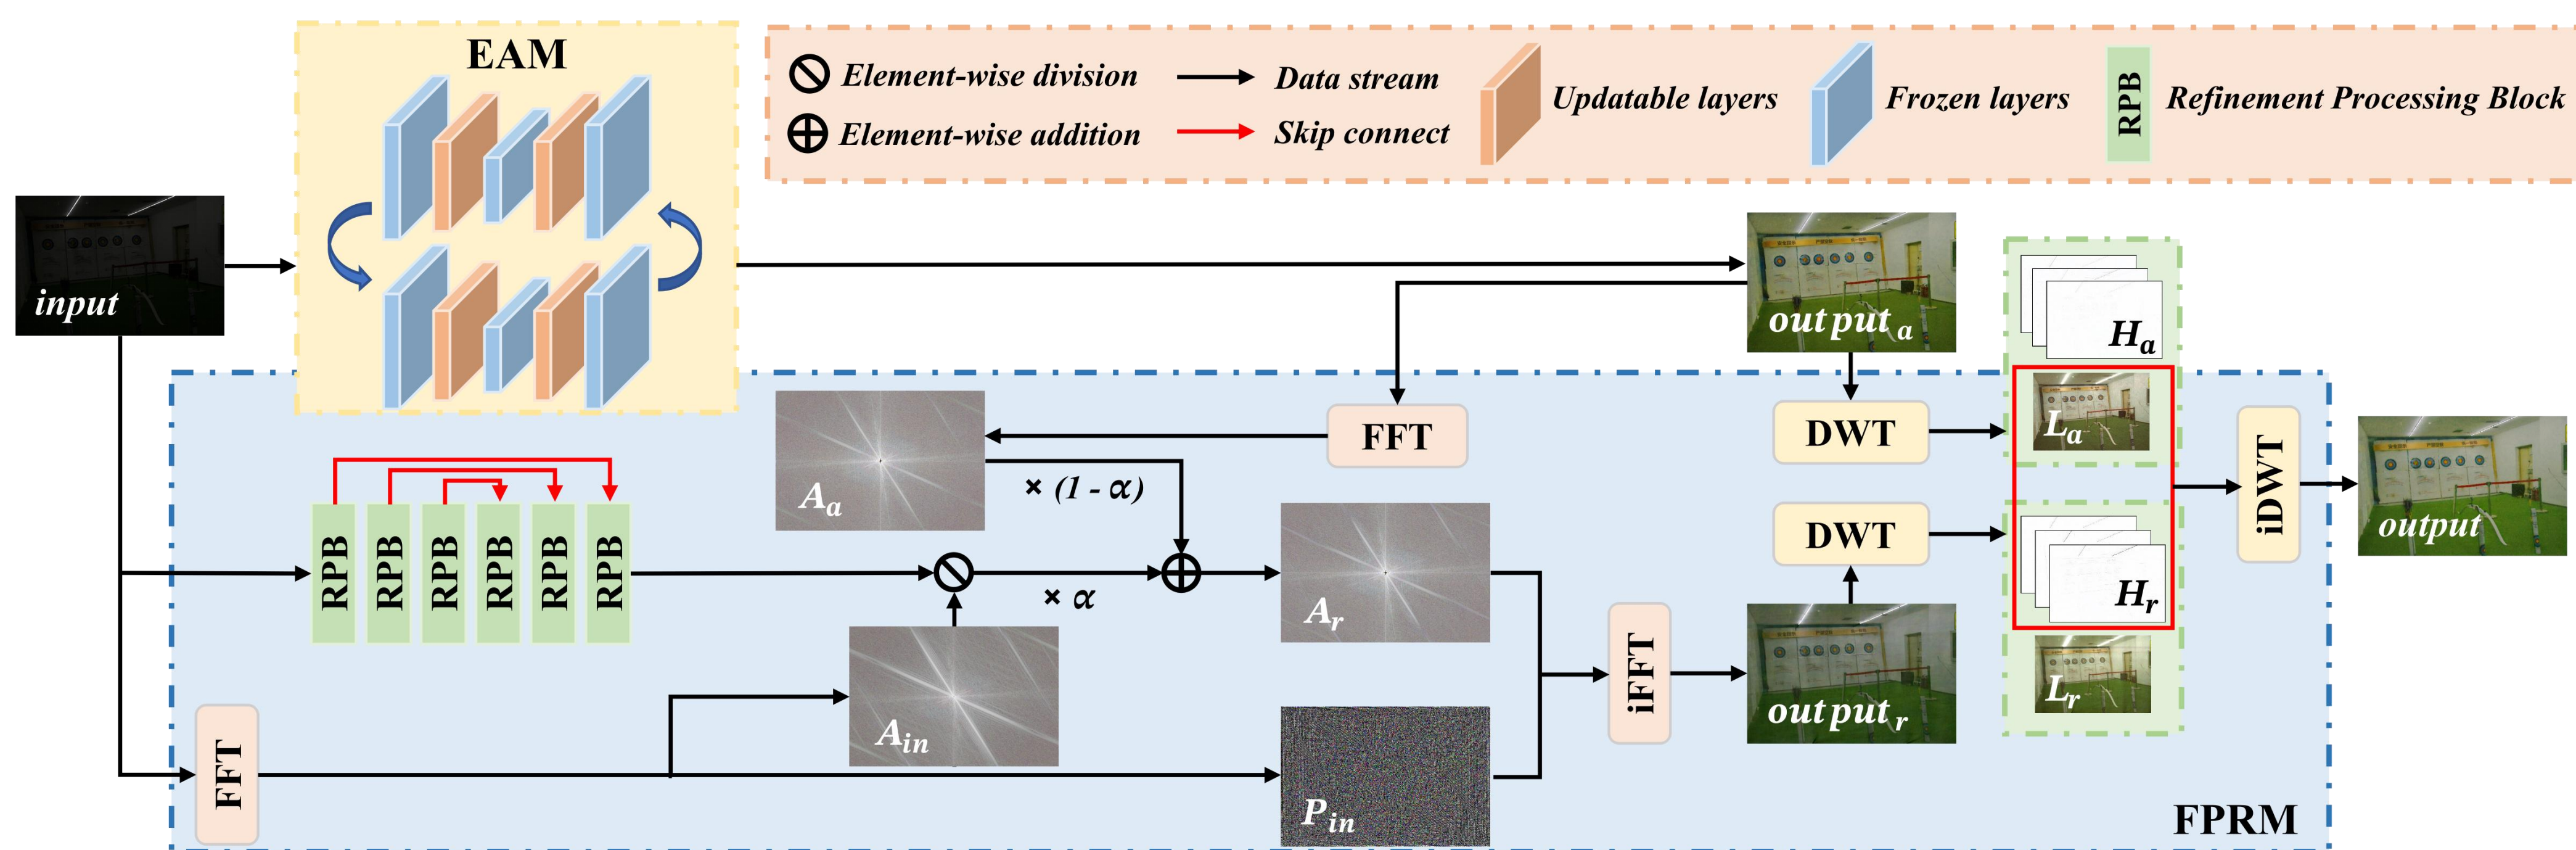 EAM
Element-wise division
Data stream
Element-wise addition
Skip connect
Updatable layers
Frozen layers
RPB
Refinement Processing Block
input
output a
H a
L a
FFT
DWT
A a
× (1 - α)
RPB
RPB
RPB
RPB
RPB
RPB
× α
A r
DWT
iDWT
output
H r
A in
iFFT
output r
L r
FFT
P in
FPRM